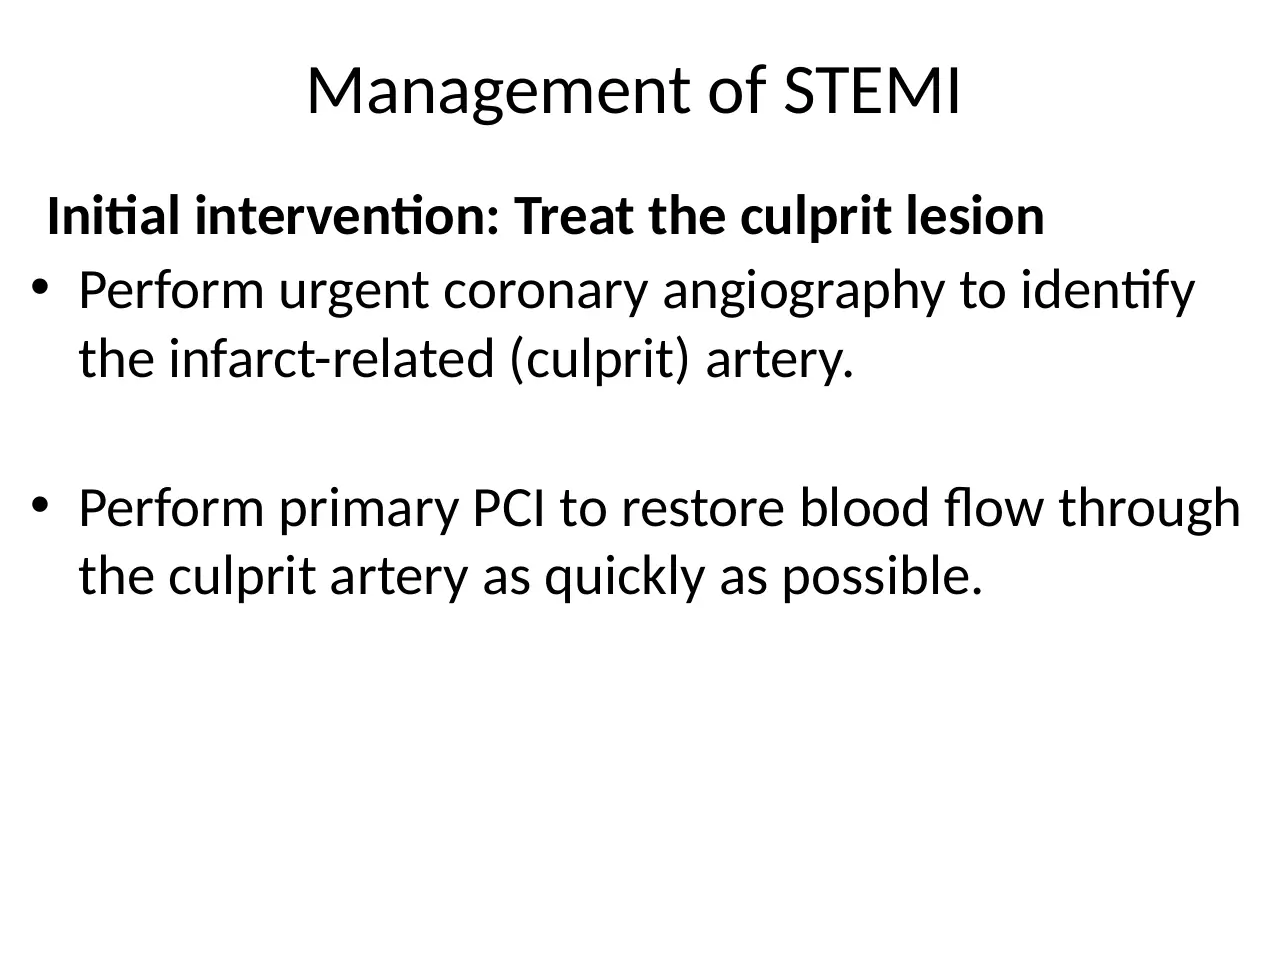 Management of STEMI
Initial intervention: Treat the culprit lesion
• Perform urgent coronary angiography to identify
the infarct-related (culprit) artery.
• Perform primary PCI to restore blood flow through
the culprit artery as quickly as possible.